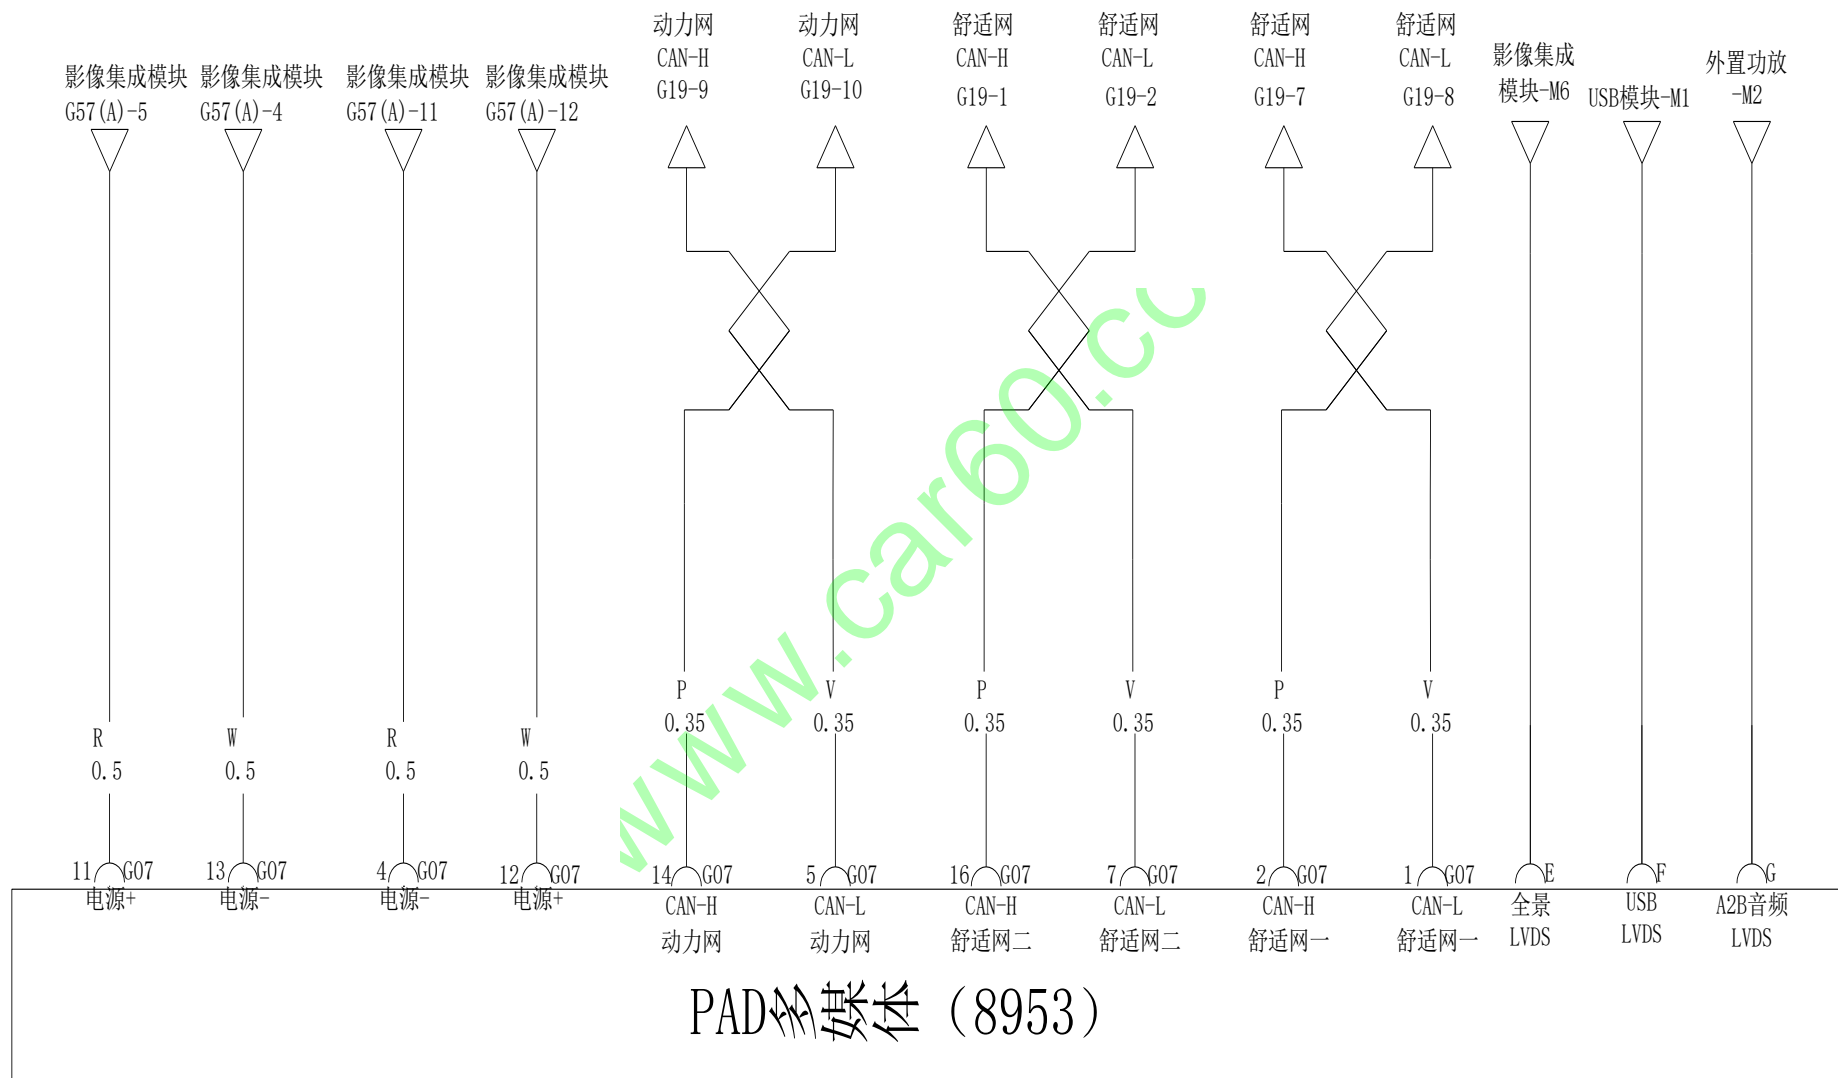 影像集成模块
G57(A)-5
影像集成模块
G57(A)-4
影像集成模块
G57(A)-11
影像集成模块
G57(A)-12
动力网
CAN-H
G19-9
动力网
CAN-L
G19-10
舒适网
CAN-H
G19-1
舒适网
CAN-L
G19-2
舒适网
CAN-H
G19-7
舒适网
CAN-L
G19-8
影像集成
模块-M6
USB模块-M1
外置功放
-M2
R
0.5
W
0.5
R
0.5
W
0.5
P
0.35
V
0.35
P
0.35
V
0.35
P
0.35
V
0.35
11 G07
电源+
13 G07
电源-
4 G07
电源-
12 G07
电源+
14 G07
CAN-H
动力网
5 G07
CAN-L
动力网
16 G07
CAN-H
舒适网二
7 G07
CAN-L
舒适网二
2 G07
CAN-H
舒适网一
1 G07
CAN-L
舒适网一
E
全景
LVDS
F
USB
LVDS
G
A2B音频
LVDS
PAD多媒体（8953）
www.car60.co